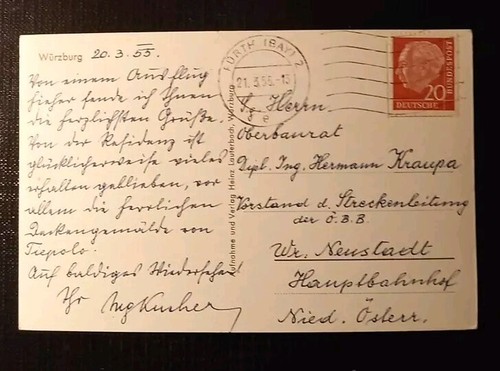 Würzburg 20.3.55.
Von einem Ausflug
hieher sende ich Ihnen
die herzlichsten Grüße.
Von der Residenz ist
glücklicherweise vieles
erhalten geblieben, vor
allem die herrlichen
Deckengemälde von
Tiepolo.
Auf baldiges Wiedersehen!
Ihr
Aufnahme und Verlag Heinz Lauterbach, Würzburg
FÜRTH (BAY) 2
21.3.55.-13
e
20
DEUTSCHE
BUNDESPOST
Herrn
Oberbaurat
Dipl. Ing. Hermann Kraupa
Vorstand d. Streckenleitung
der Ö.B.B.
Wr. Neustadt
Hauptbahnhof
Nied. Österr.